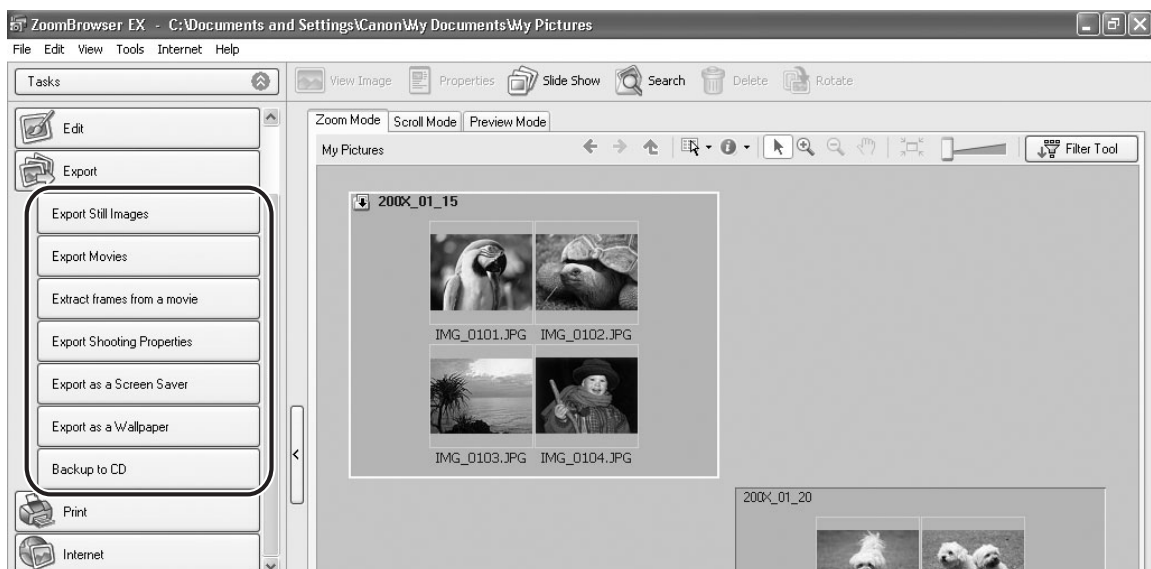 ZoomBrowser EX - C:\Documents and Settings\Canon\My Documents\My Pictures
File Edit View Tools Internet Help
Tasks
View Image Properties Slide Show Search Delete Rotate
Edit
Export
Export Still Images
Export Movies
Extract frames from a movie
Export Shooting Properties
Export as a Screen Saver
Export as a Wallpaper
Backup to CD
Print
Internet
Zoom Mode Scroll Mode Preview Mode
My Pictures
Filter Tool
200X_01_15
IMG_0101.JPG IMG_0102.JPG
IMG_0103.JPG IMG_0104.JPG
200X_01_20